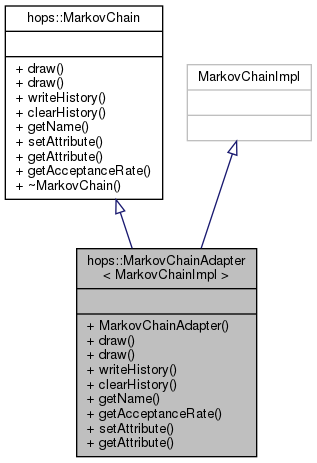 hops::MarkovChain
+ draw()
+ draw()
+ writeHistory()
+ clearHistory()
+ getName()
+ setAttribute()
+ getAttribute()
+ getAcceptanceRate()
+ ~MarkovChain()
MarkovChainImpl
hops::MarkovChainAdapter
< MarkovChainImpl >
+ MarkovChainAdapter()
+ draw()
+ draw()
+ writeHistory()
+ clearHistory()
+ getName()
+ getAcceptanceRate()
+ setAttribute()
+ getAttribute()